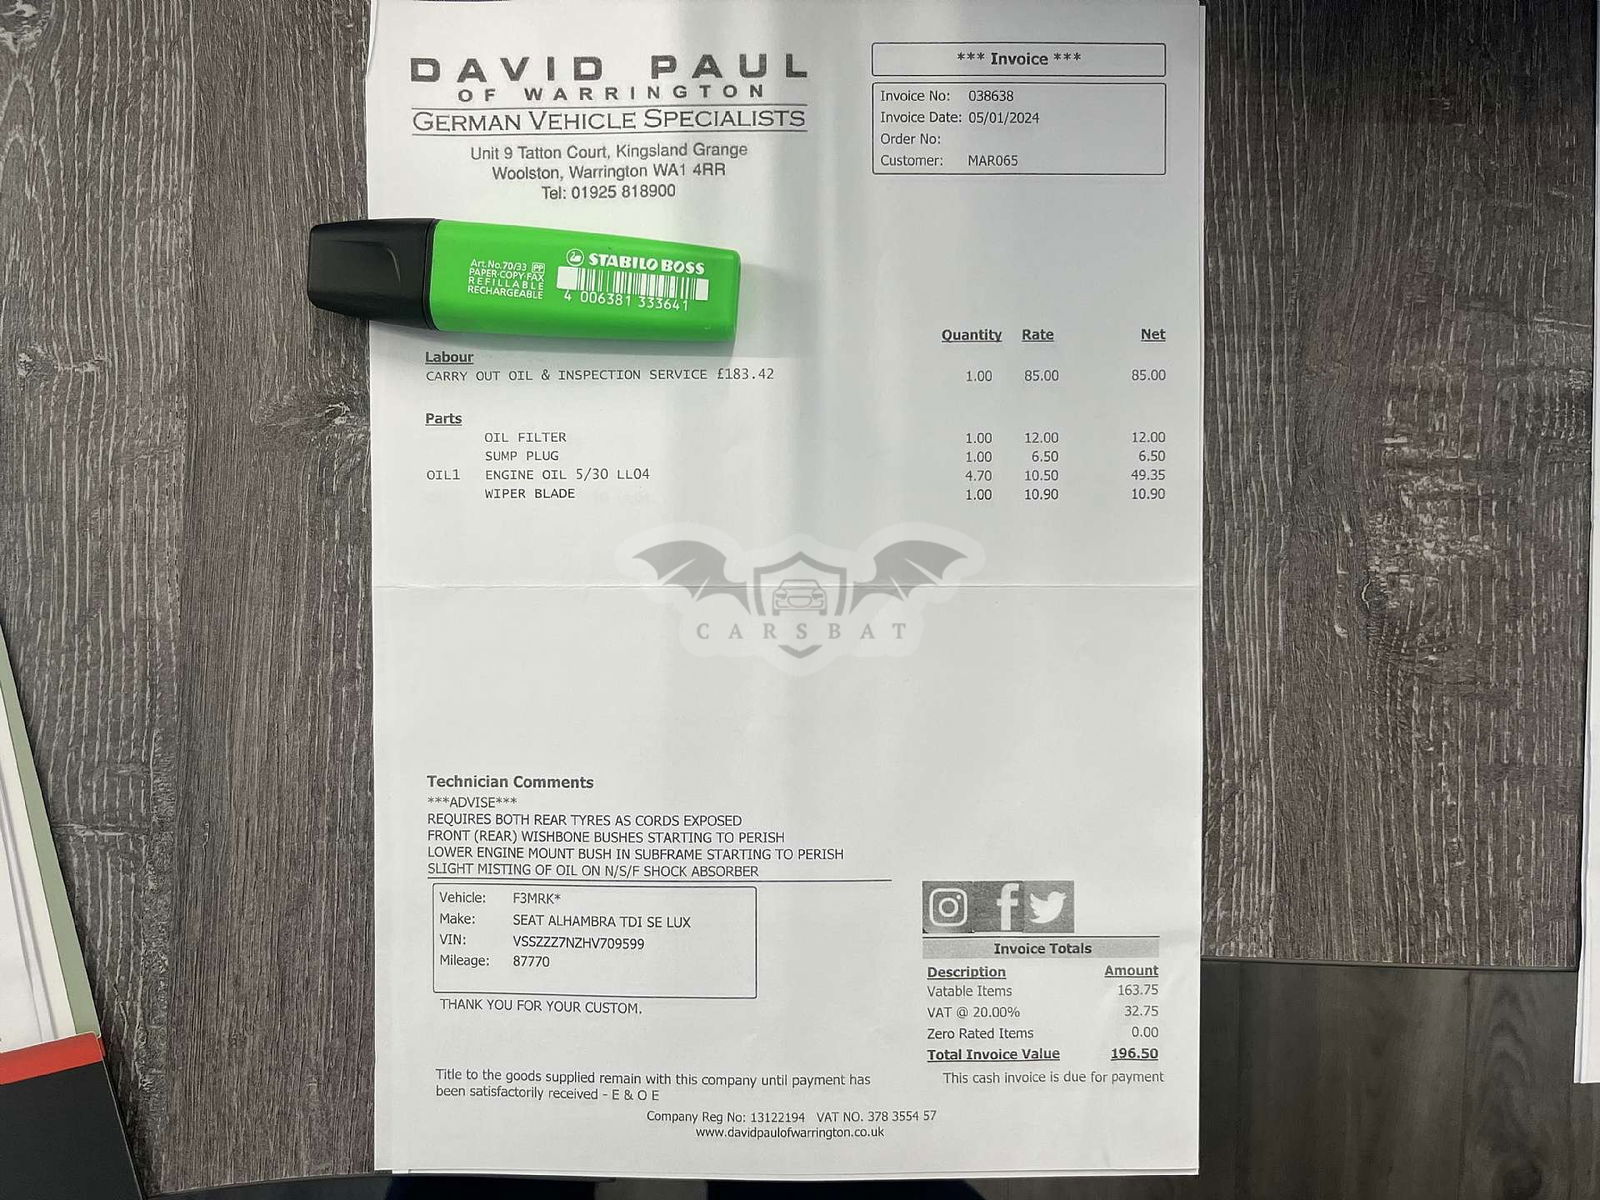 DAVID PAUL
OF WARRINGTON
GERMAN VEHICLE SPECIALISTS
Unit 9 Tatton Court, Kingsland Grange
Woolston, Warrington WA1 4RR
Tel: 01925 818900
*** Invoice ***
Invoice No: 038638
Invoice Date: 05/01/2024
Order No:
Customer: MAR065
Art.No.70/33 PP
PAPER-COPY-FAX
REFILLABLE
RECHARGEABLE
STABILO BOSS
4 006381 333641
Quantity Rate Net
Labour
CARRY OUT OIL & INSPECTION SERVICE £183.42 1.00 85.00 85.00
Parts
OIL FILTER 1.00 12.00 12.00
SUMP PLUG 1.00 6.50 6.50
OIL1 ENGINE OIL 5/30 LL04 4.70 10.50 49.35
WIPER BLADE 1.00 10.90 10.90
CARSBAT
Technician Comments
***ADVISE***
REQUIRES BOTH REAR TYRES AS CORDS EXPOSED
FRONT (REAR) WISHBONE BUSHES STARTING TO PERISH
LOWER ENGINE MOUNT BUSH IN SUBFRAME STARTING TO PERISH
SLIGHT MISTING OF OIL ON N/S/F SHOCK ABSORBER
Vehicle: F3MRK*
Make: SEAT ALHAMBRA TDI SE LUX
VIN: VSSZZZ7NZHV709599
Mileage: 87770
THANK YOU FOR YOUR CUSTOM.
Invoice Totals
Description Amount
Vatable Items 163.75
VAT @ 20.00% 32.75
Zero Rated Items 0.00
Total Invoice Value 196.50
This cash invoice is due for payment
Title to the goods supplied remain with this company until payment has
been satisfactorily received - E & O E
Company Reg No: 13122194 VAT NO. 378 3554 57
www.davidpaulofwarrington.co.uk